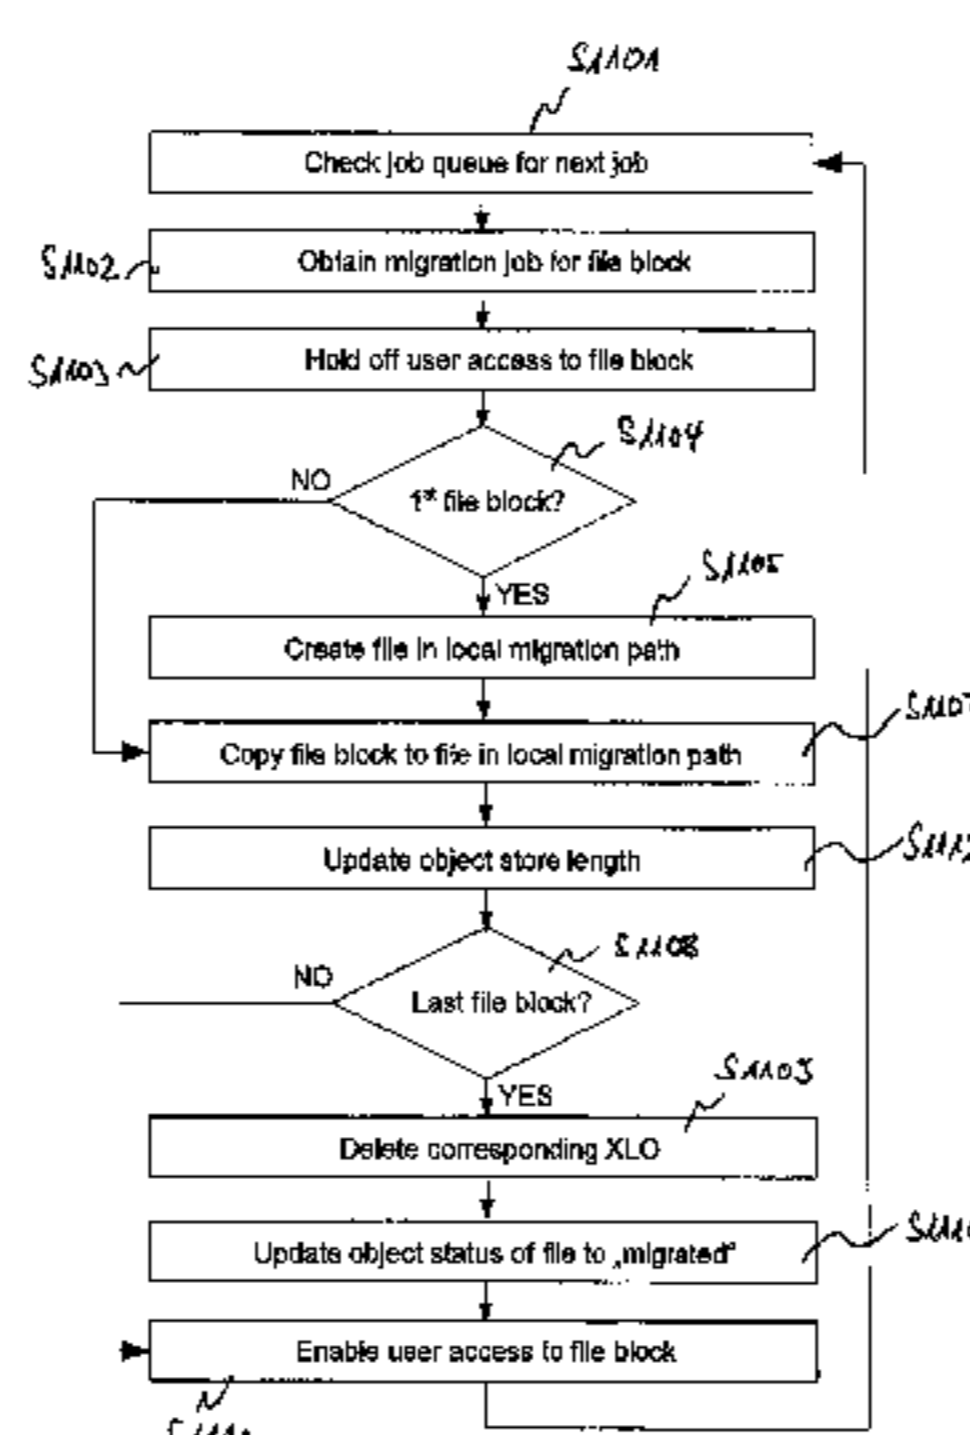 S1101
Check job queue for next job
S1102
Obtain migration job for file block
S1103
Hold off user access to file block
S1104
NO
1st file block?
YES
S1105
Create file in local migration path
S1107
Copy file block to file in local migration path
Update object store length
S1108
NO
Last file block?
YES
Delete corresponding XLO
Update object status of file to „migrated“
Enable user access to file block